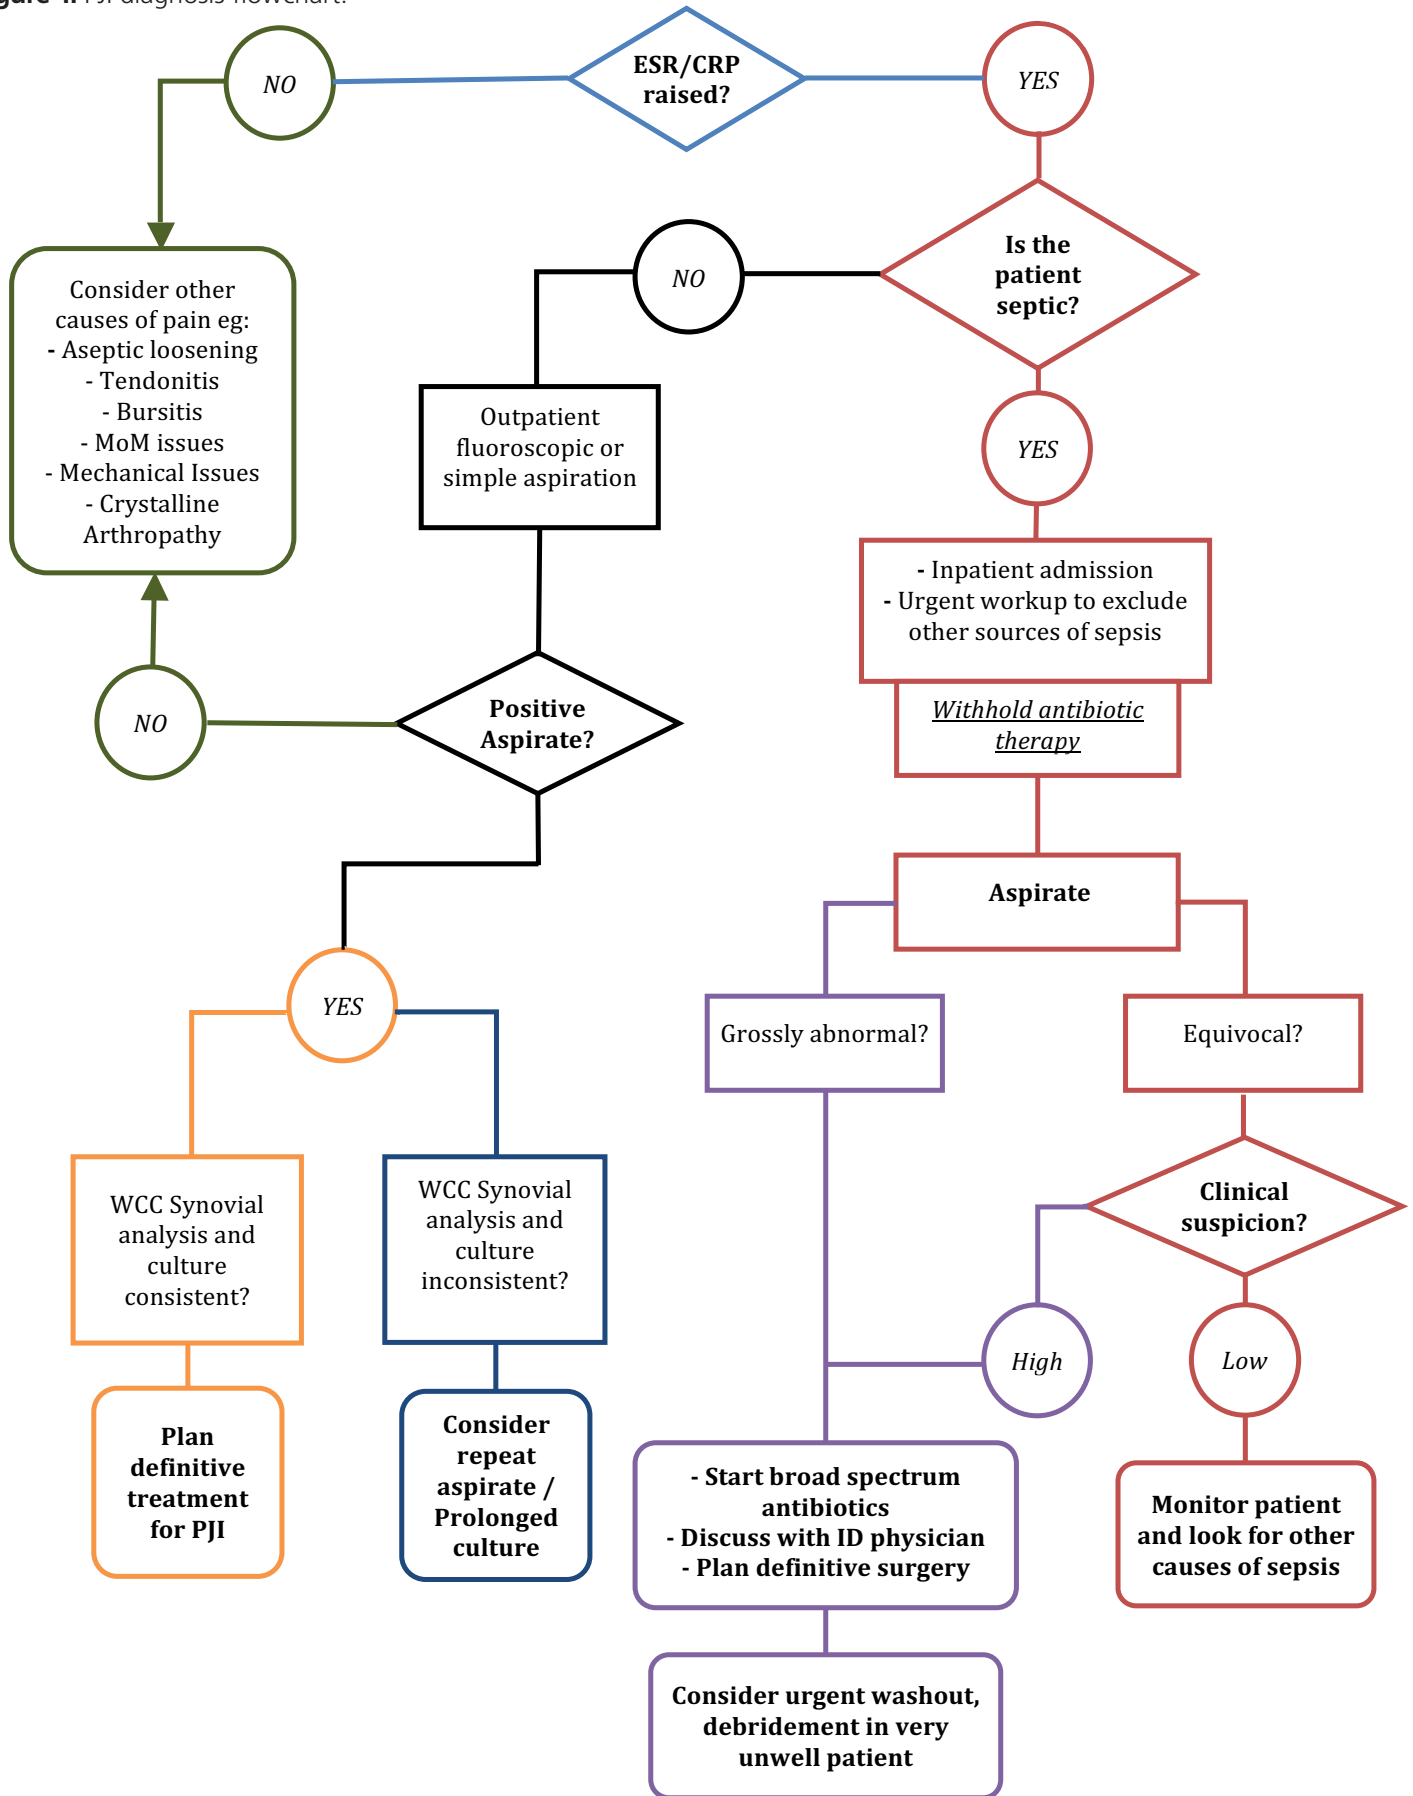 Figure 4. PJI diagnosis flowchart.
NO
ESR/CRP
raised?
YES
Is the
patient
septic?
NO
Consider other
causes of pain eg:
- Aseptic loosening
- Tendonitis
- Bursitis
- MoM issues
- Mechanical Issues
- Crystalline
Arthropathy
Outpatient
fluoroscopic or
simple aspiration
YES
- Inpatient admission
- Urgent workup to exclude
other sources of sepsis
Withhold antibiotic
therapy
NO
Positive
Aspirate?
Aspirate
YES
Grossly abnormal?
Equivocal?
WCC Synovial
analysis and
culture
consistent?
WCC Synovial
analysis and
culture
inconsistent?
Clinical
suspicion?
High
Low
Plan
definitive
treatment
for PJI
Consider
repeat
aspirate /
Prolonged
culture
- Start broad spectrum
antibiotics
- Discuss with ID physician
- Plan definitive surgery
Monitor patient
and look for other
causes of sepsis
Consider urgent washout,
debridement in very
unwell patient